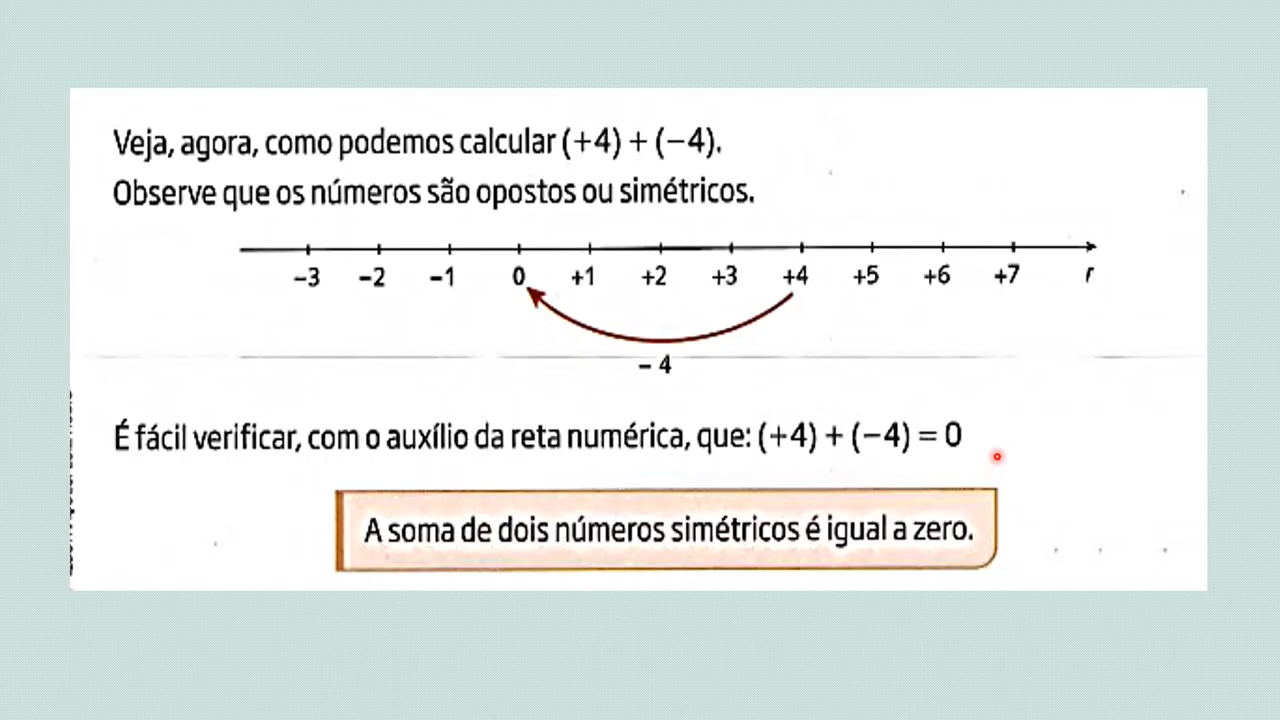 Veja, agora, como podemos calcular (+4) + (−4).
Observe que os números são opostos ou simétricos.
−3 −2 −1 0 +1 +2 +3 +4 +5 +6 +7 r
− 4
É fácil verificar, com o auxílio da reta numérica, que: (+4) + (−4) = 0
A soma de dois números simétricos é igual a zero.